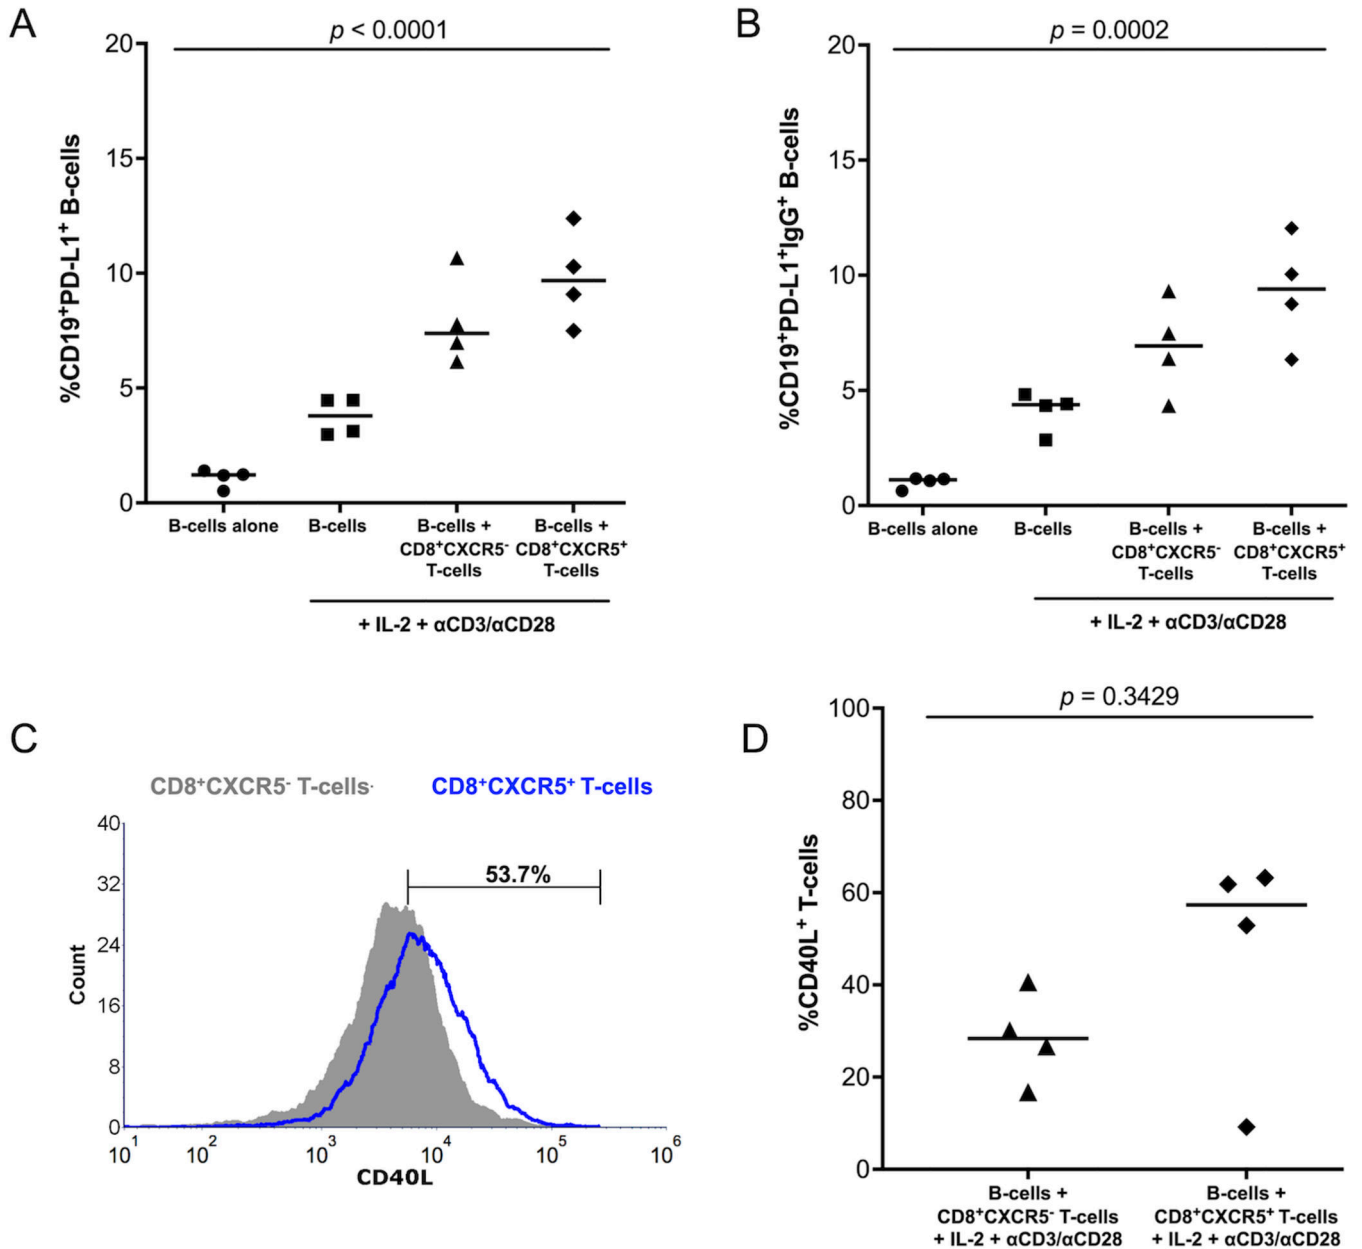 A
p < 0.0001
20
15
10
5
0
%CD19⁺PD-L1⁺ B-cells
B-cells alone
B-cells
B-cells +
CD8⁺CXCR5⁻
T-cells
B-cells +
CD8⁺CXCR5⁺
T-cells
+ IL-2 + αCD3/αCD28
B
p = 0.0002
20
15
10
5
0
%CD19⁺PD-L1⁺IgG⁺ B-cells
B-cells alone
B-cells
B-cells +
CD8⁺CXCR5⁻
T-cells
B-cells +
CD8⁺CXCR5⁺
T-cells
+ IL-2 + αCD3/αCD28
C
CD8⁺CXCR5⁻ T-cells
CD8⁺CXCR5⁺ T-cells
40
32
24
16
8
0
Count
53.7%
10¹ 10² 10³ 10⁴ 10⁵ 10⁶
CD40L
D
p = 0.3429
100
80
60
40
20
0
%CD40L⁺ T-cells
B-cells +
CD8⁺CXCR5⁻ T-cells
+ IL-2 + αCD3/αCD28
B-cells +
CD8⁺CXCR5⁺ T-cells
+ IL-2 + αCD3/αCD28